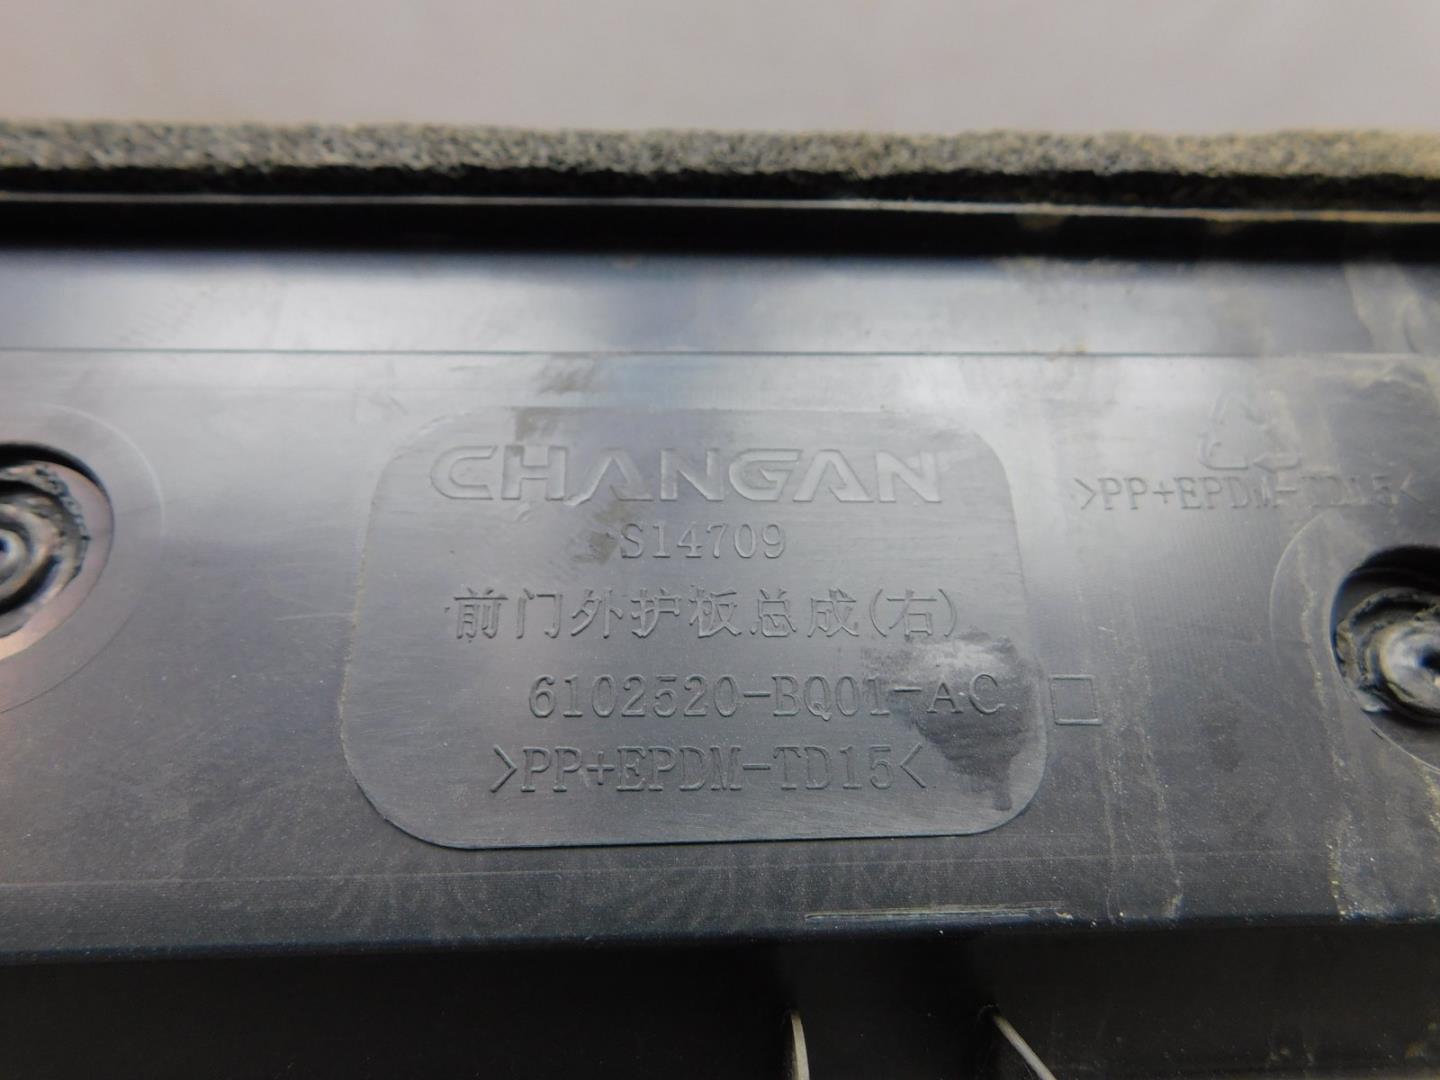 CHANGAN
S14709
前门外护板总成(右)
6102520-BQ01-AC
>PP+EPDM-TD15<
>PP+EPDM-TD15<